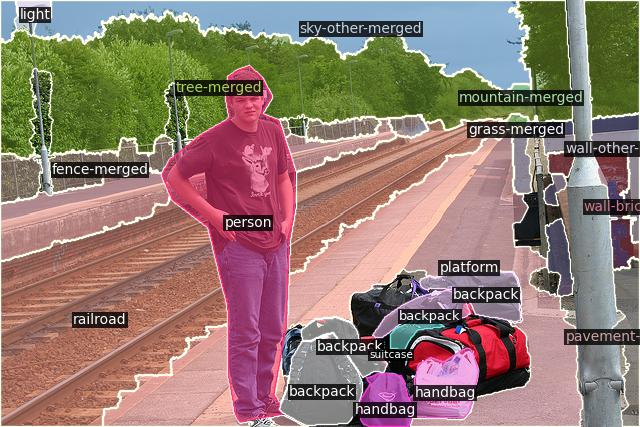 light
sky-other-merged
tree-merged
mountain-merged
grass-merged
wall-other-
fence-merged
wall-bric
person
platform
backpack
backpack
railroad
pavement-
backpack
suitcase
backpack
handbag
handbag